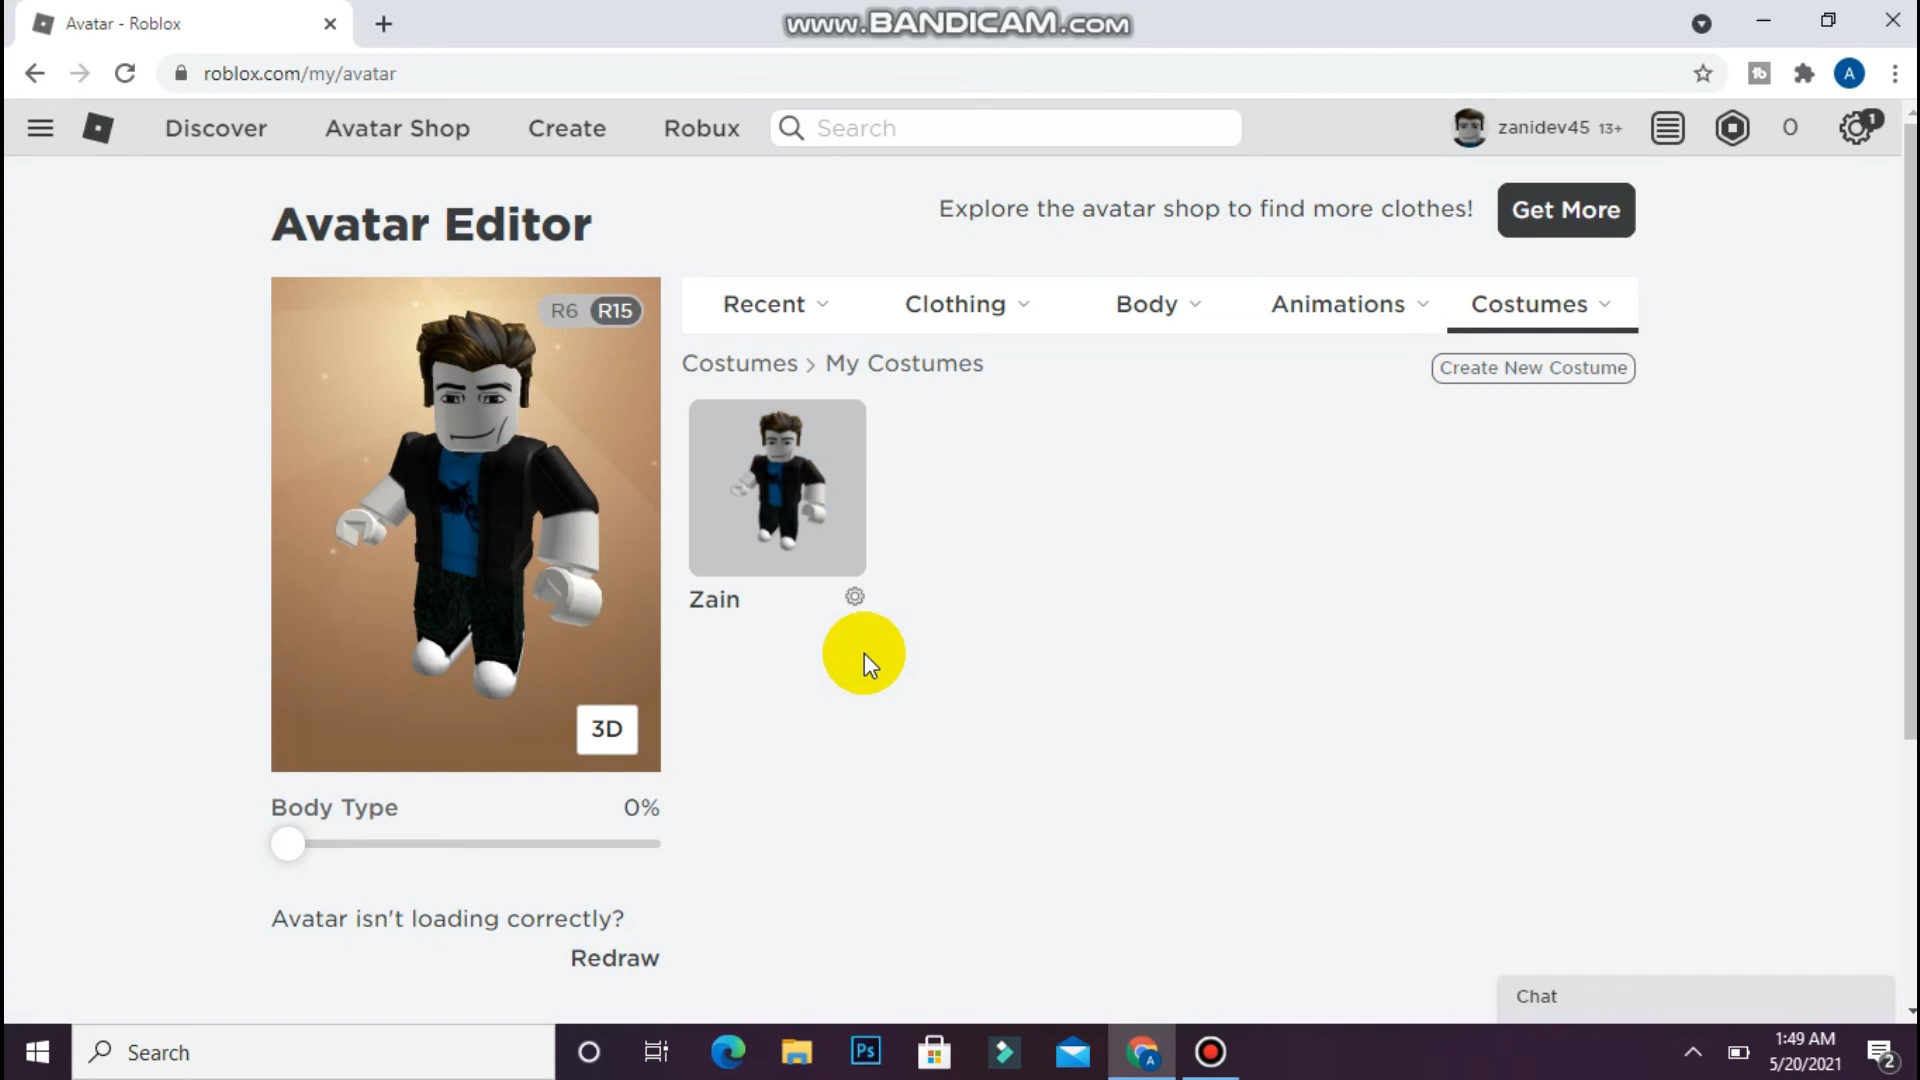 Avatar - Roblox
www.BANDICAM.com
roblox.com/my/avatar
A
Discover
Avatar Shop
Create
Robux
Search
zanidev45 13+
0
1
Avatar Editor
Explore the avatar shop to find more clothes!
Get More
R6 R15
Recent
Clothing
Body
Animations
Costumes
Costumes > My Costumes
Create New Costume
Zain
3D
Body Type
0%
Avatar isn't loading correctly?
Redraw
Chat
Search
Ps
A
1:49 AM
5/20/2021
2